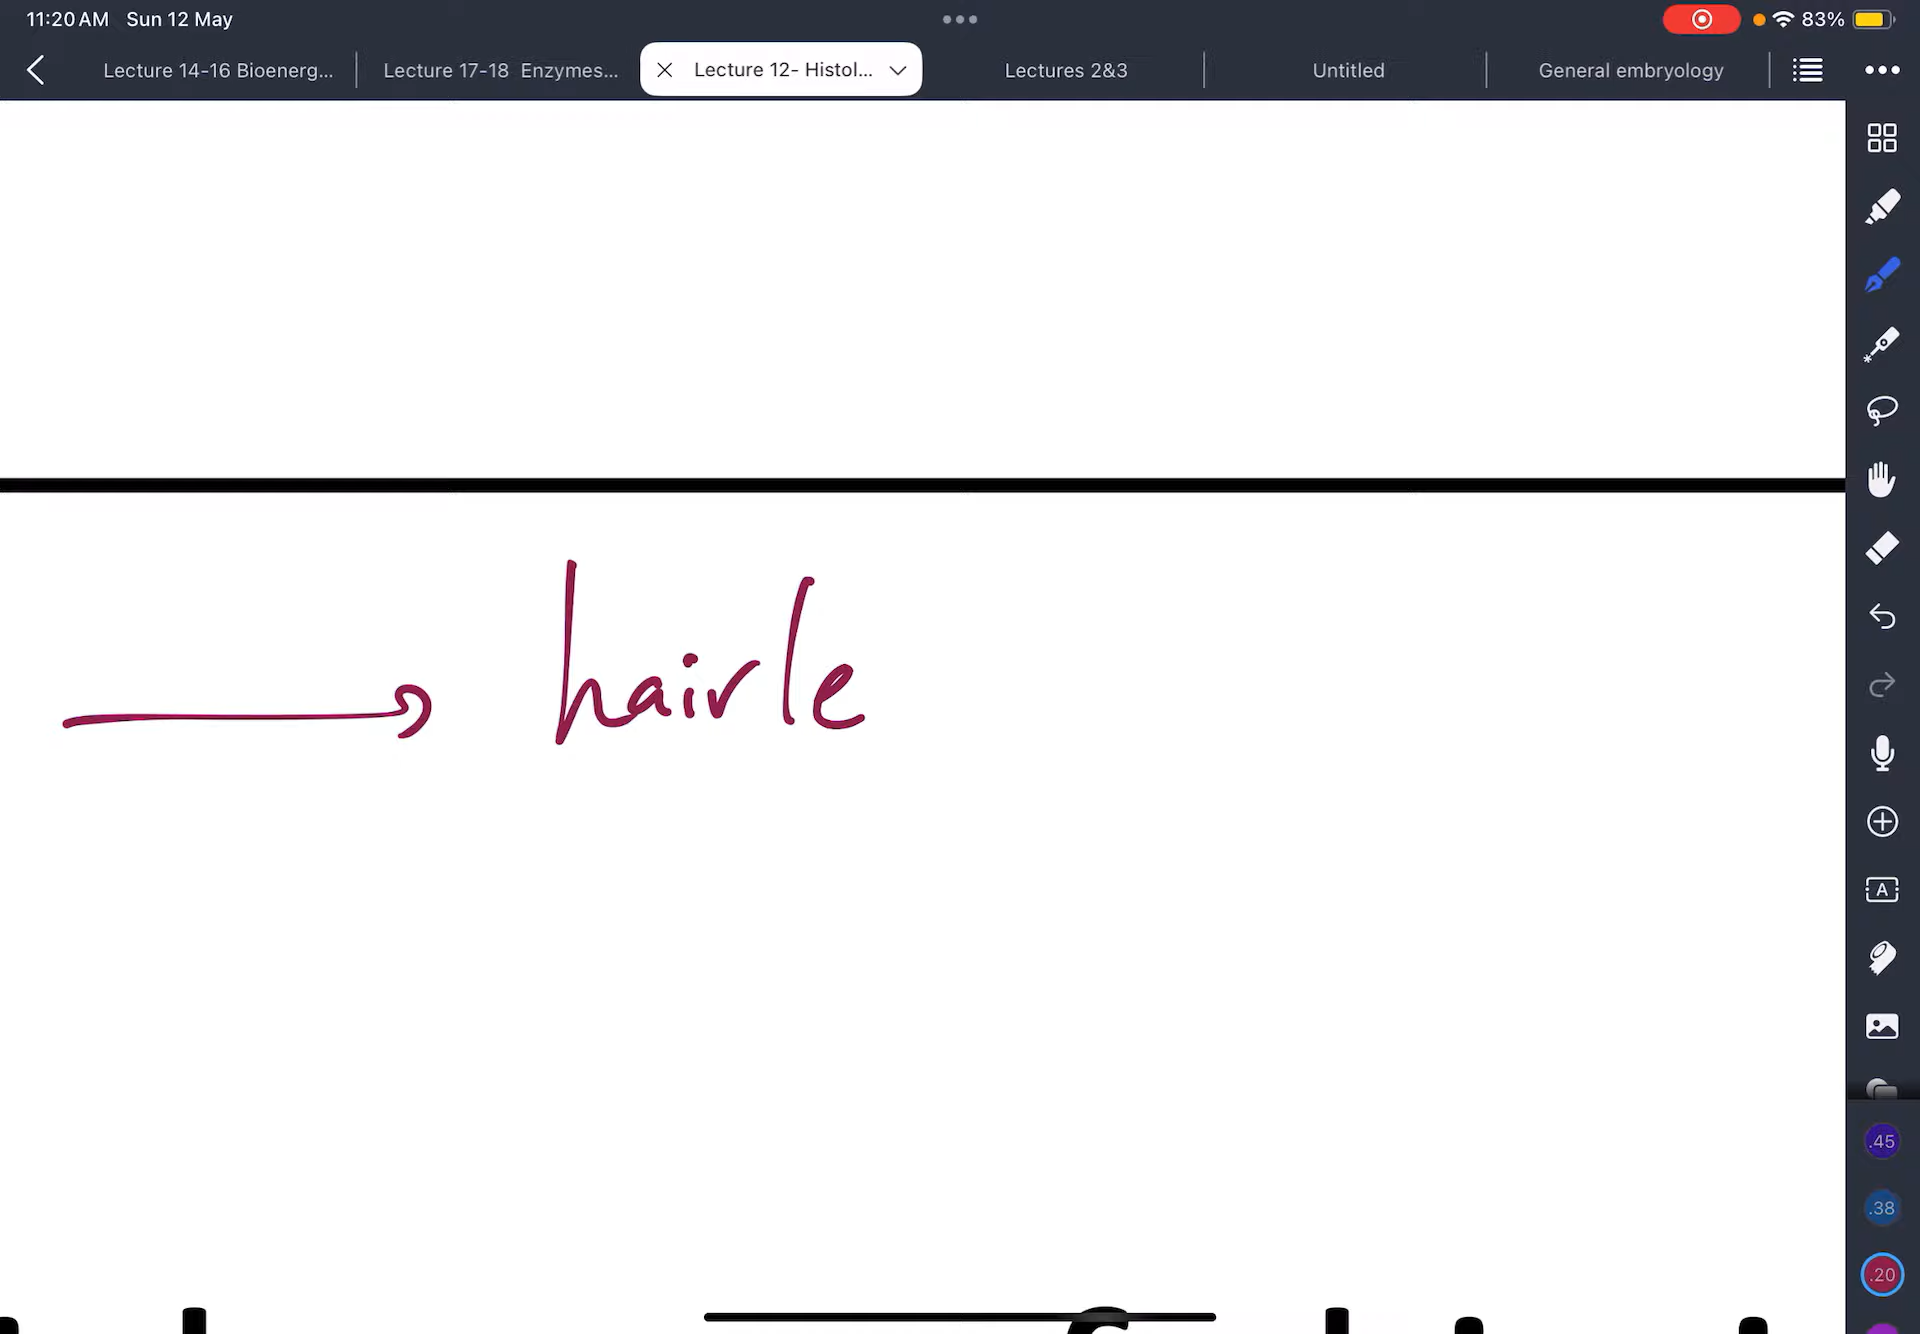 11:20 AM Sun 12 May 83%
Lecture 14-16 Bioenerg... Lecture 17-18 Enzymes... Lecture 12- Histol... Lectures 2&3 Untitled General embryology
hairle
A
.45
.38
.20